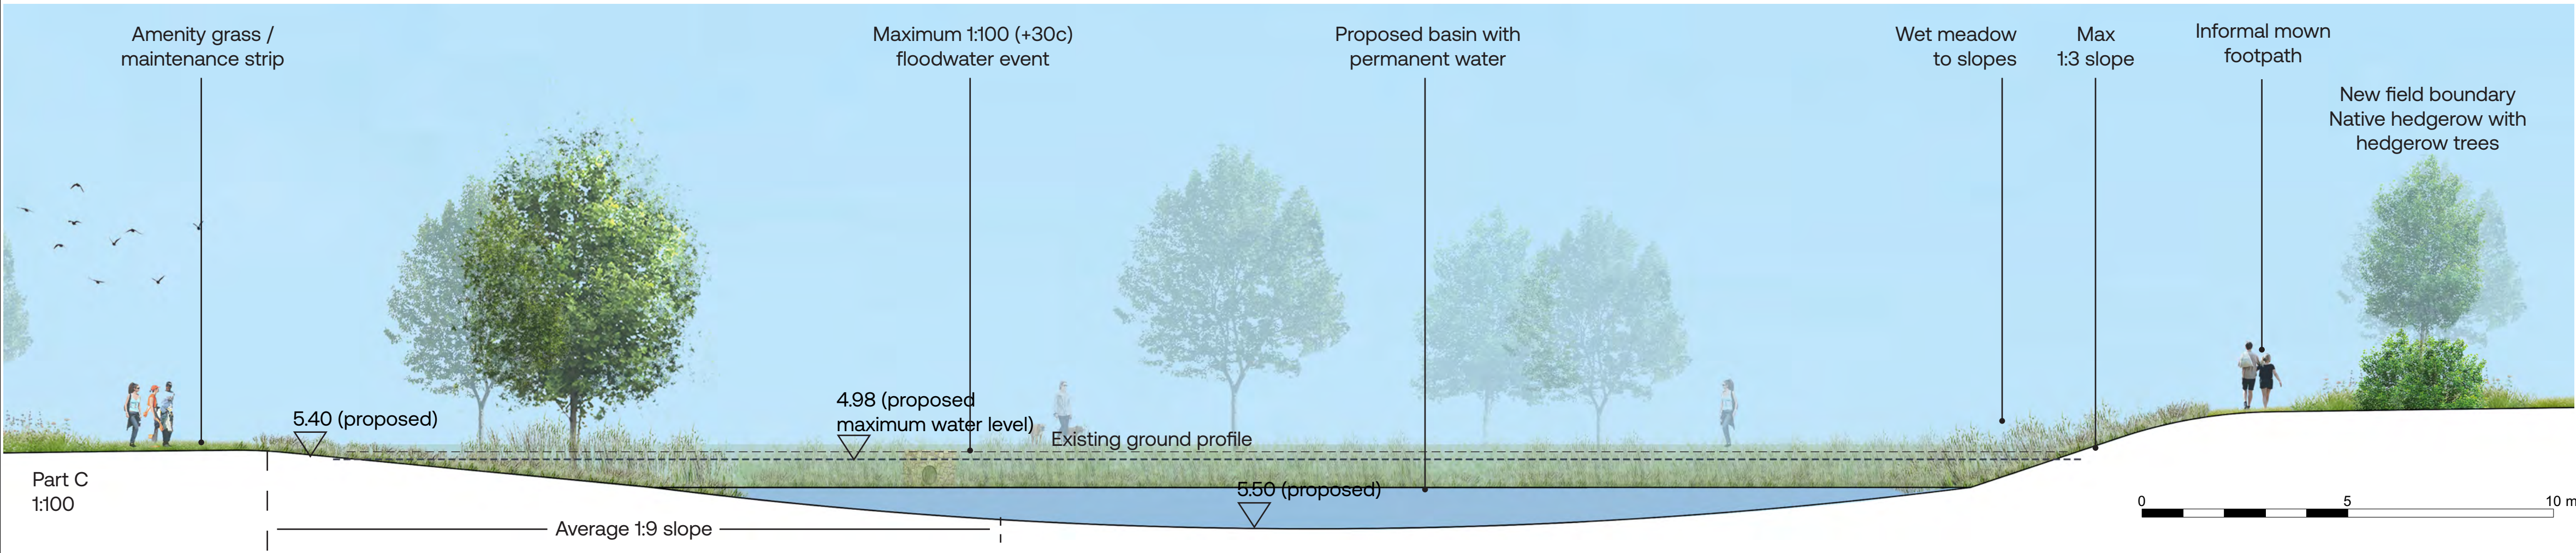 Amenity grass /
maintenance strip
Maximum 1:100 (+30c)
floodwater event
Proposed basin with
permanent water
Wet meadow
to slopes
Max
1:3 slope
Informal mown
footpath
New field boundary
Native hedgerow with
hedgerow trees
5.40 (proposed)
4.98 (proposed
maximum water level)
Existing ground profile
5.50 (proposed)
Part C
1:100
Average 1:9 slope
0 5 10 m